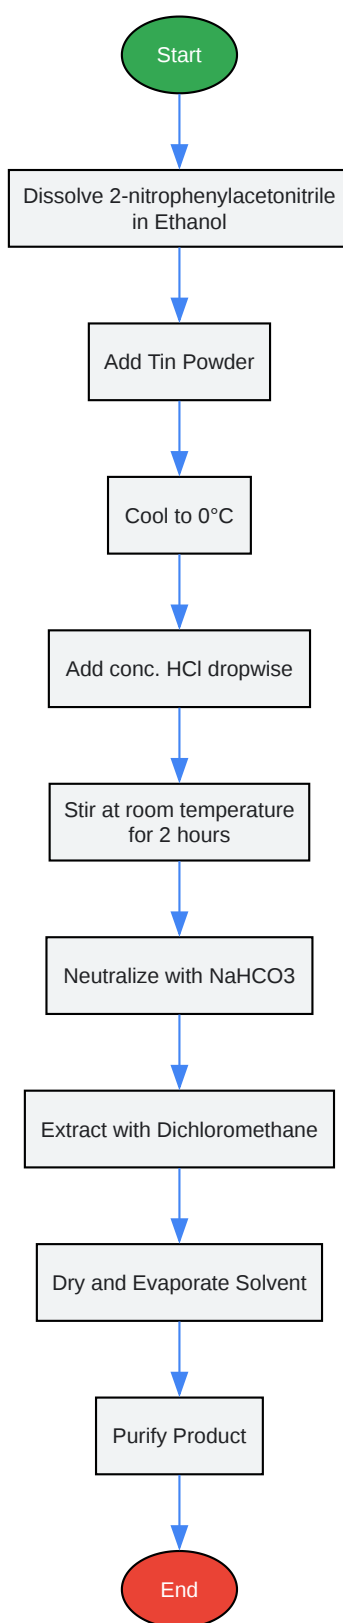 Start
Dissolve 2-nitrophenylacetonitrile
in Ethanol
Add Tin Powder
Cool to 0°C
Add conc. HCl dropwise
Stir at room temperature
for 2 hours
Neutralize with NaHCO3
Extract with Dichloromethane
Dry and Evaporate Solvent
Purify Product
End